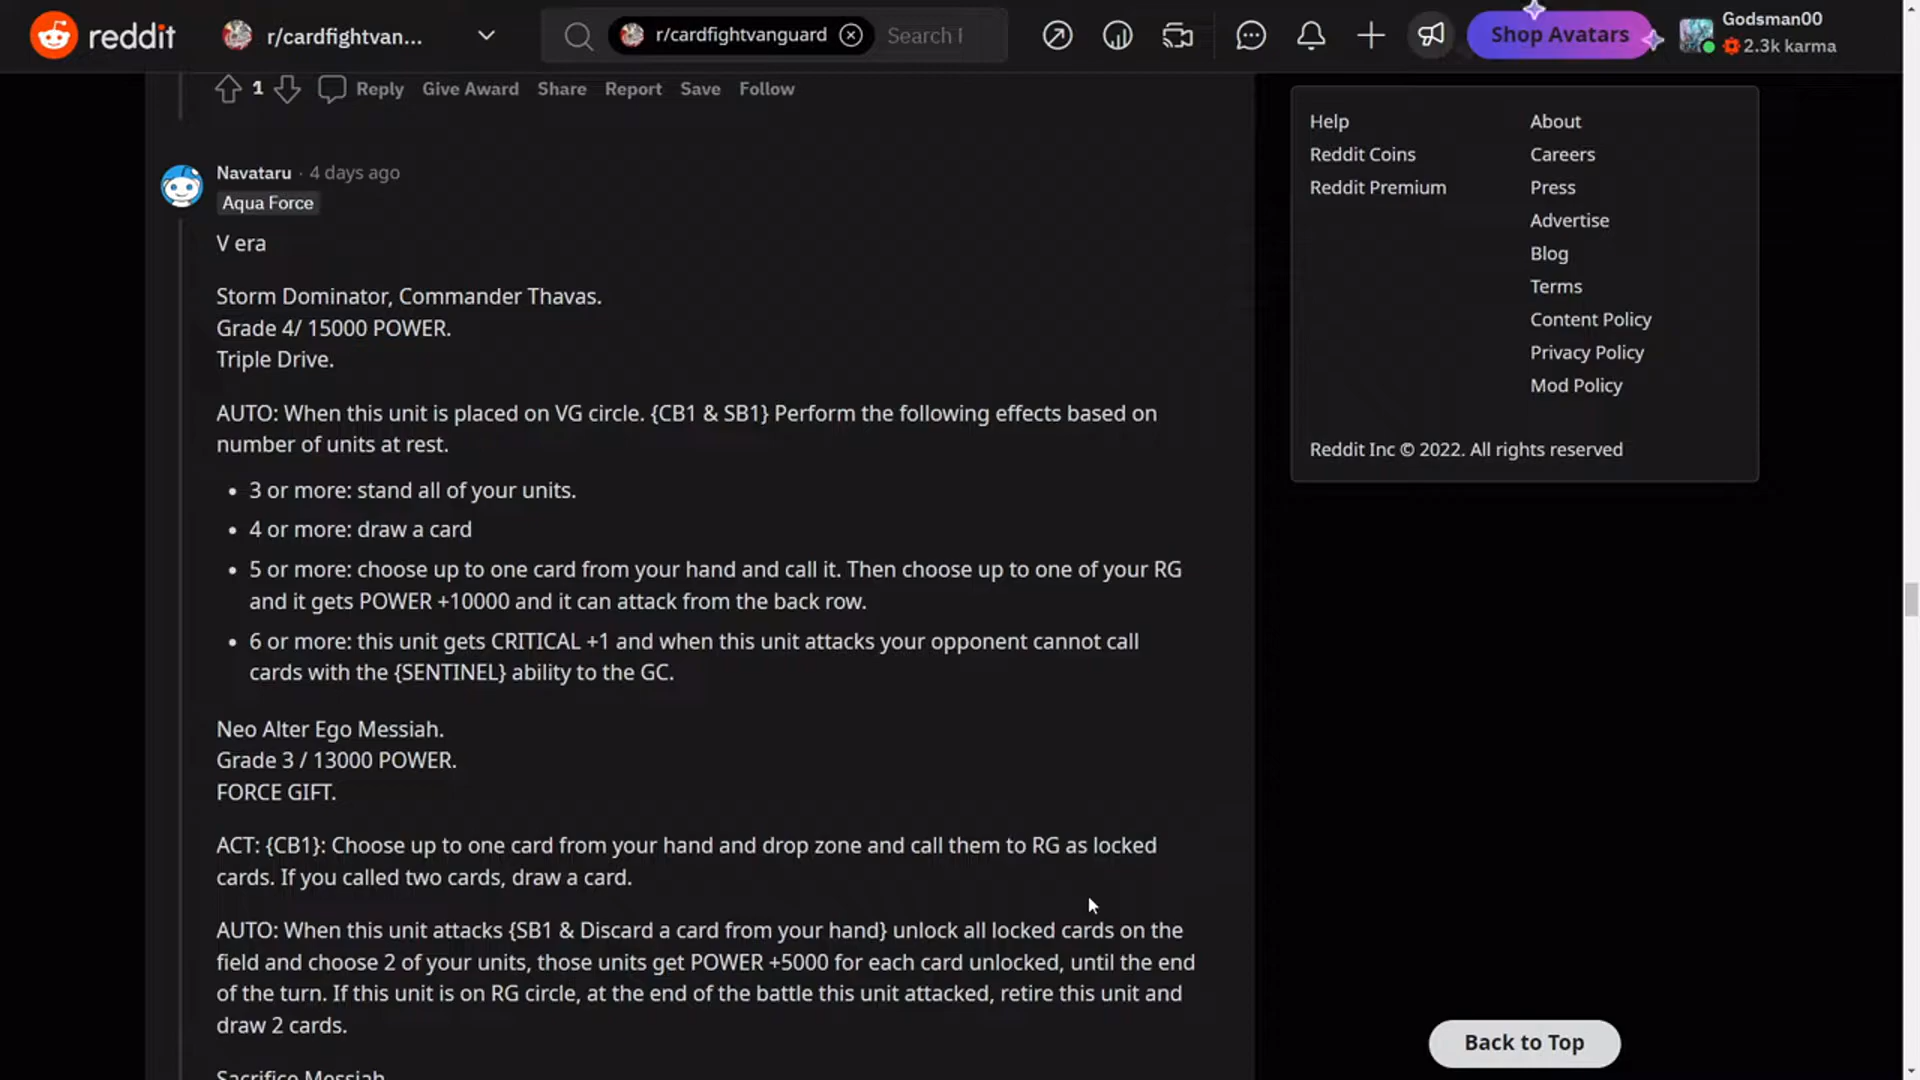 reddit
r/cardfightvan...
r/cardfightvanguard
Search
Shop Avatars
Godsman00
2.3k karma
1 Reply Give Award Share Report Save Follow
Navataru · 4 days ago
Aqua Force
V era
Storm Dominator, Commander Thavas.
Grade 4/ 15000 POWER.
Triple Drive.
AUTO: When this unit is placed on VG circle. {CB1 & SB1} Perform the following effects based on
number of units at rest.
• 3 or more: stand all of your units.
• 4 or more: draw a card
• 5 or more: choose up to one card from your hand and call it. Then choose up to one of your RG
and it gets POWER +10000 and it can attack from the back row.
• 6 or more: this unit gets CRITICAL +1 and when this unit attacks your opponent cannot call
cards with the {SENTINEL} ability to the GC.
Neo Alter Ego Messiah.
Grade 3 / 13000 POWER.
FORCE GIFT.
ACT: {CB1}: Choose up to one card from your hand and drop zone and call them to RG as locked
cards. If you called two cards, draw a card.
AUTO: When this unit attacks {SB1 & Discard a card from your hand} unlock all locked cards on the
field and choose 2 of your units, those units get POWER +5000 for each card unlocked, until the end
of the turn. If this unit is on RG circle, at the end of the battle this unit attacked, retire this unit and
draw 2 cards.
Sacrifice Messiah
Help
Reddit Coins
Reddit Premium
About
Careers
Press
Advertise
Blog
Terms
Content Policy
Privacy Policy
Mod Policy
Reddit Inc © 2022. All rights reserved
Back to Top